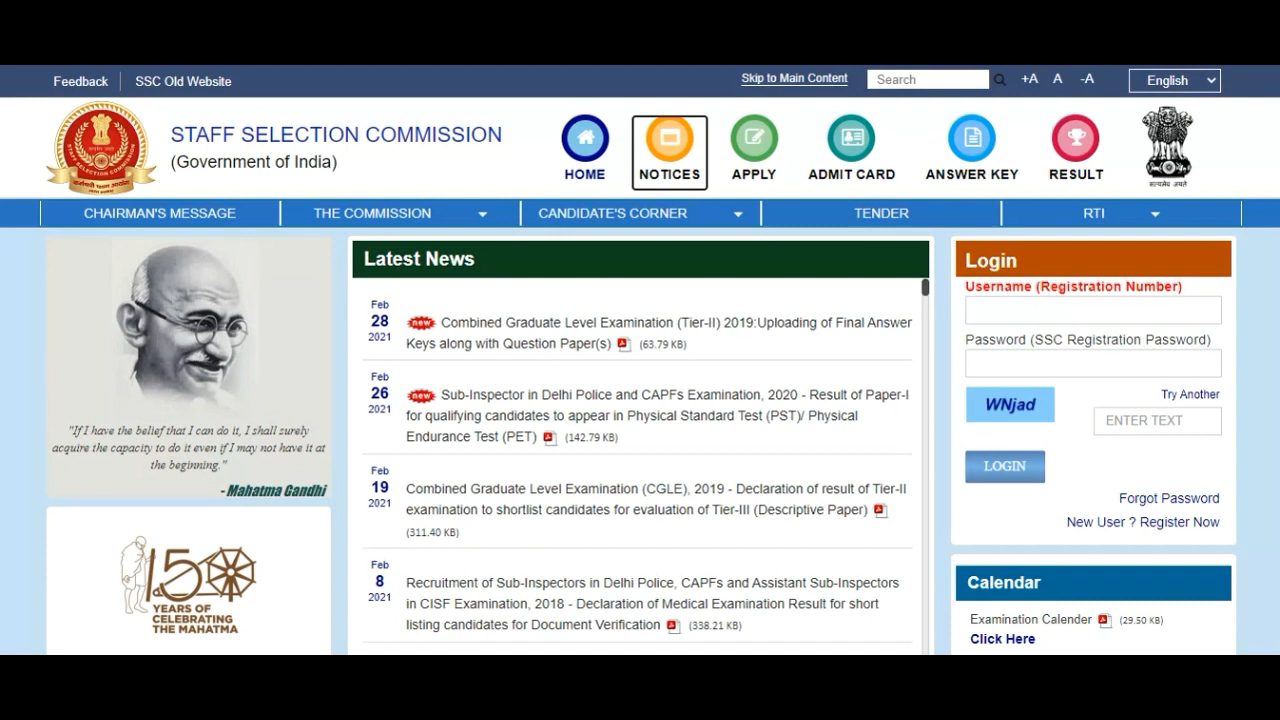 Feedback
SSC Old Website
Skip to Main Content
Search
+A
A
-A
English
STAFF SELECTION COMMISSION
(Government of India)
HOME
NOTICES
APPLY
ADMIT CARD
ANSWER KEY
RESULT
सत्यमेव जयते
CHAIRMAN'S MESSAGE
THE COMMISSION
CANDIDATE'S CORNER
TENDER
RTI
"If I have the belief that I can do it, I shall surely
acquire the capacity to do it even if I may not have it at
the beginning."
- Mahatma Gandhi
150
YEARS OF
CELEBRATING
THE MAHATMA
Latest News
Feb
28
2021
new Combined Graduate Level Examination (Tier-II) 2019:Uploading of Final Answer
Keys along with Question Paper(s) (63.79 KB)
Feb
26
2021
new Sub-Inspector in Delhi Police and CAPFs Examination, 2020 - Result of Paper-I
for qualifying candidates to appear in Physical Standard Test (PST)/ Physical
Endurance Test (PET) (142.79 KB)
Feb
19
2021
Combined Graduate Level Examination (CGLE), 2019 - Declaration of result of Tier-II
examination to shortlist candidates for evaluation of Tier-III (Descriptive Paper)
(311.40 KB)
Feb
8
2021
Recruitment of Sub-Inspectors in Delhi Police, CAPFs and Assistant Sub-Inspectors
in CISF Examination, 2018 - Declaration of Medical Examination Result for short
listing candidates for Document Verification (338.21 KB)
Login
Username (Registration Number)
Password (SSC Registration Password)
WNjad
Try Another
ENTER TEXT
LOGIN
Forgot Password
New User ? Register Now
Calendar
Examination Calender (29.50 KB)
Click Here